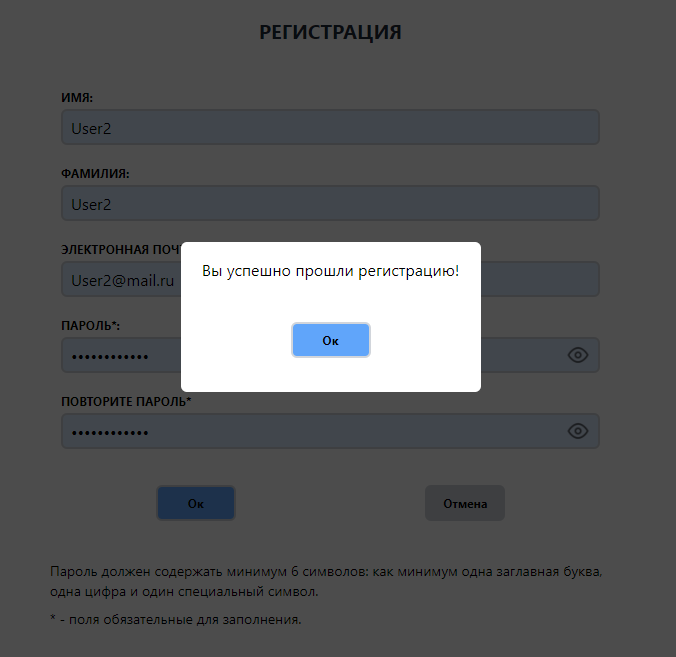 РЕГИСТРАЦИЯ
ИМЯ:
User2
ФАМИЛИЯ:
User2
ЭЛЕКТРОННАЯ ПОЧ
User2@mail.ru
Вы успешно прошли регистрацию!
Ок
ПАРОЛЬ*:
••••••••••••
ПОВТОРИТЕ ПАРОЛЬ*
••••••••••••
Ок Отмена
Пароль должен содержать минимум 6 символов: как минимум одна заглавная буква,
одна цифра и один специальный символ.
* - поля обязательные для заполнения.